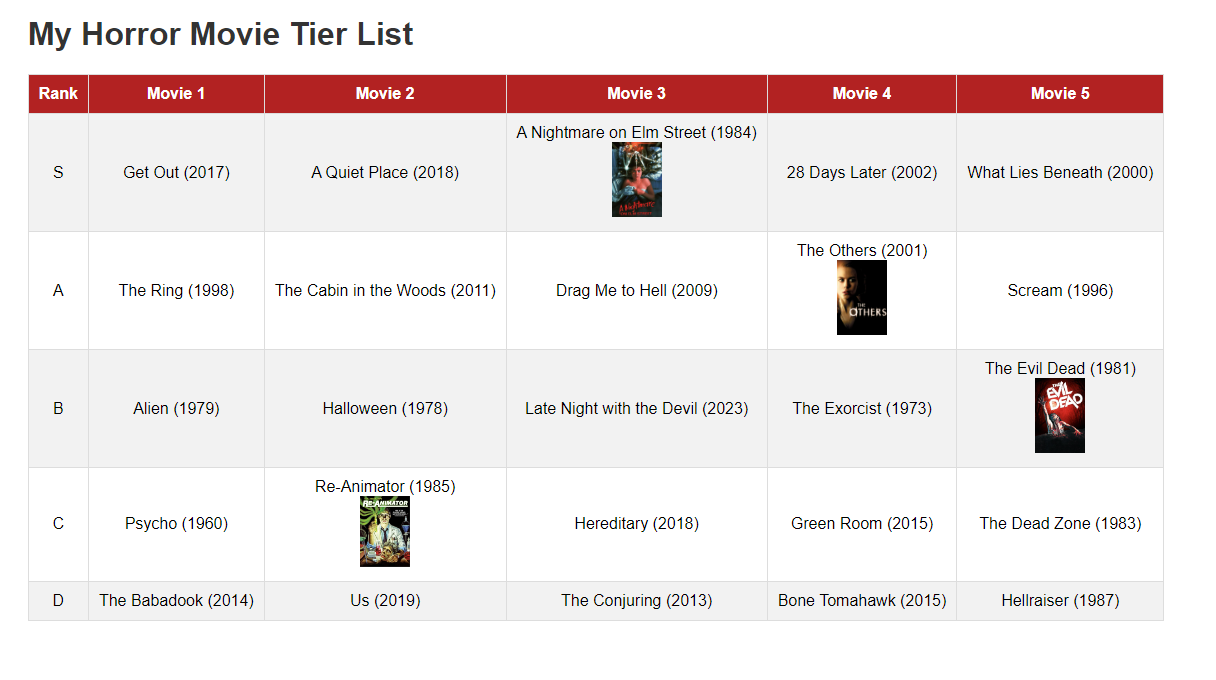 My Horror Movie Tier List
Rank Movie 1 Movie 2 Movie 3 Movie 4 Movie 5
S Get Out (2017) A Quiet Place (2018) A Nightmare on Elm Street (1984) 28 Days Later (2002) What Lies Beneath (2000)
A NIGHTMARE
A The Ring (1998) The Cabin in the Woods (2011) Drag Me to Hell (2009) The Others (2001) Scream (1996)
THE
OTHERS
B Alien (1979) Halloween (1978) Late Night with the Devil (2023) The Exorcist (1973) The Evil Dead (1981)
THE
EVIL
DEAD
C Psycho (1960) Re-Animator (1985) Hereditary (2018) Green Room (2015) The Dead Zone (1983)
RE-ANIMATOR
D The Babadook (2014) Us (2019) The Conjuring (2013) Bone Tomahawk (2015) Hellraiser (1987)